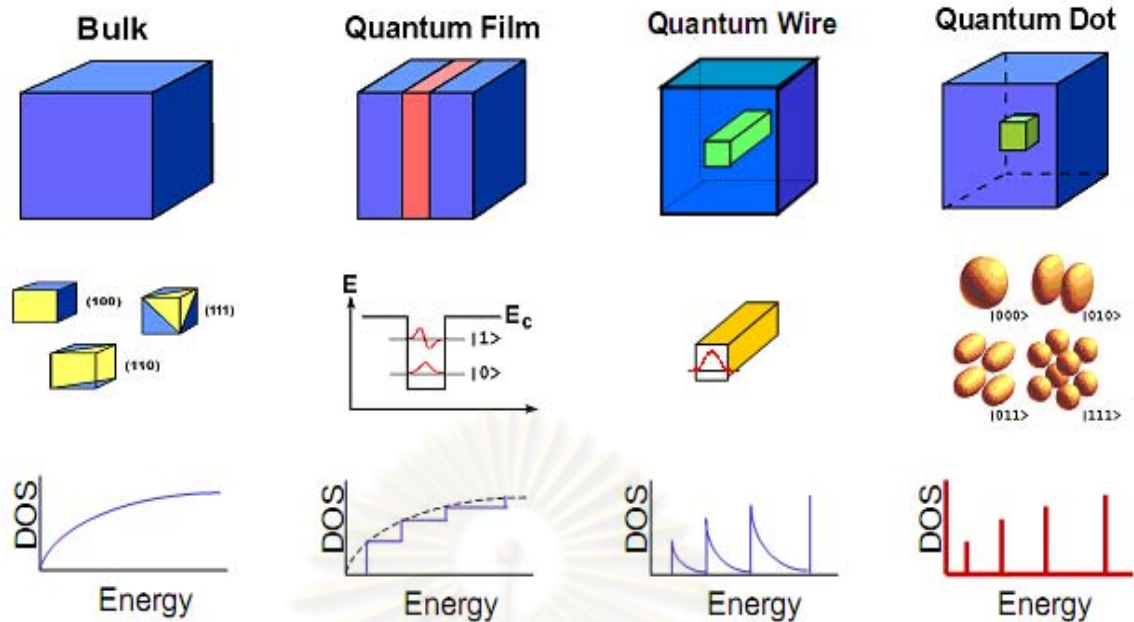 Bulk
Quantum Film
Quantum Wire
Quantum Dot
(100)
(111)
(110)
E
E_c
|1>
|0>
|000>
|010>
|011>
|111>
DOS
Energy
DOS
Energy
DOS
Energy
DOS
Energy